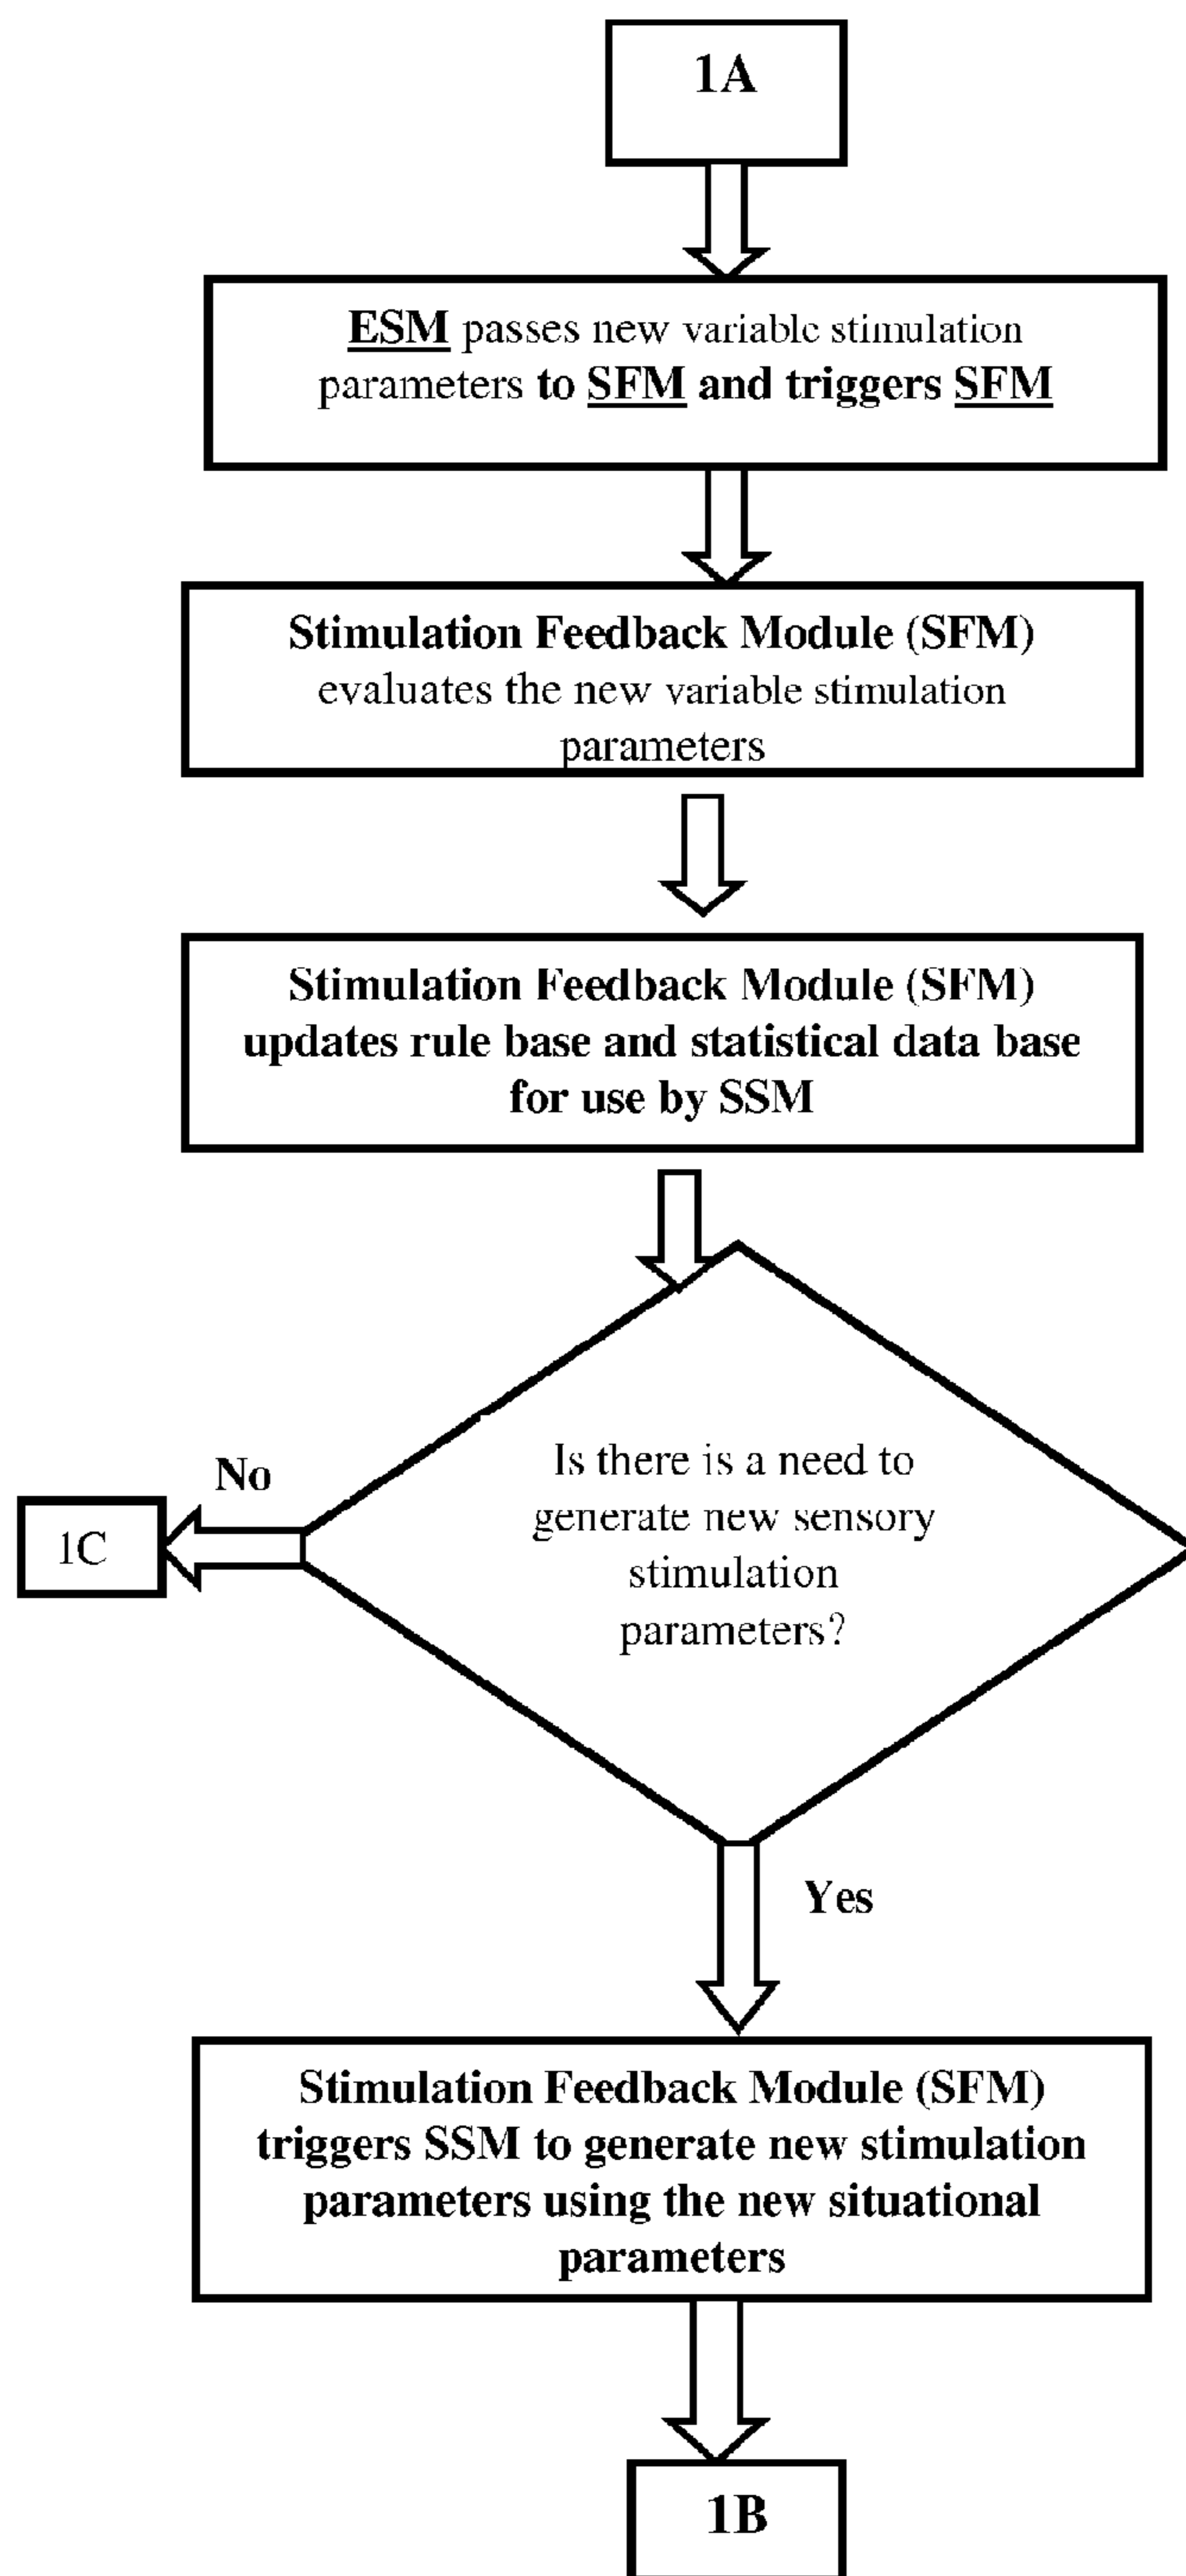 1A
ESM passes new variable stimulation
parameters to SFM and triggers SFM
Stimulation Feedback Module (SFM)
evaluates the new variable stimulation
parameters
Stimulation Feedback Module (SFM)
updates rule base and statistical data base
for use by SSM
Is there is a need to
generate new sensory
stimulation
parameters?
No
1C
Yes
Stimulation Feedback Module (SFM)
triggers SSM to generate new stimulation
parameters using the new situational
parameters
1B